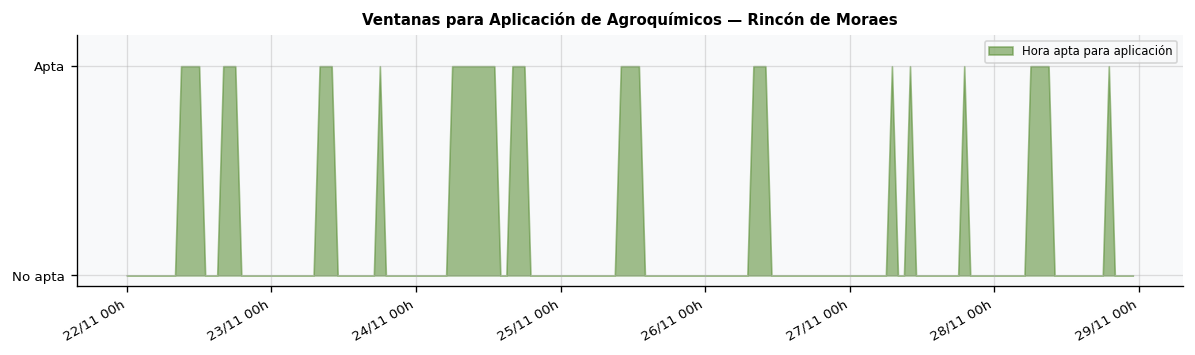 Ventanas para Aplicación de Agroquímicos — Rincón de Moraes
Hora apta para aplicación
Apta
No apta
22/11 00h
23/11 00h
24/11 00h
25/11 00h
26/11 00h
27/11 00h
28/11 00h
29/11 00h